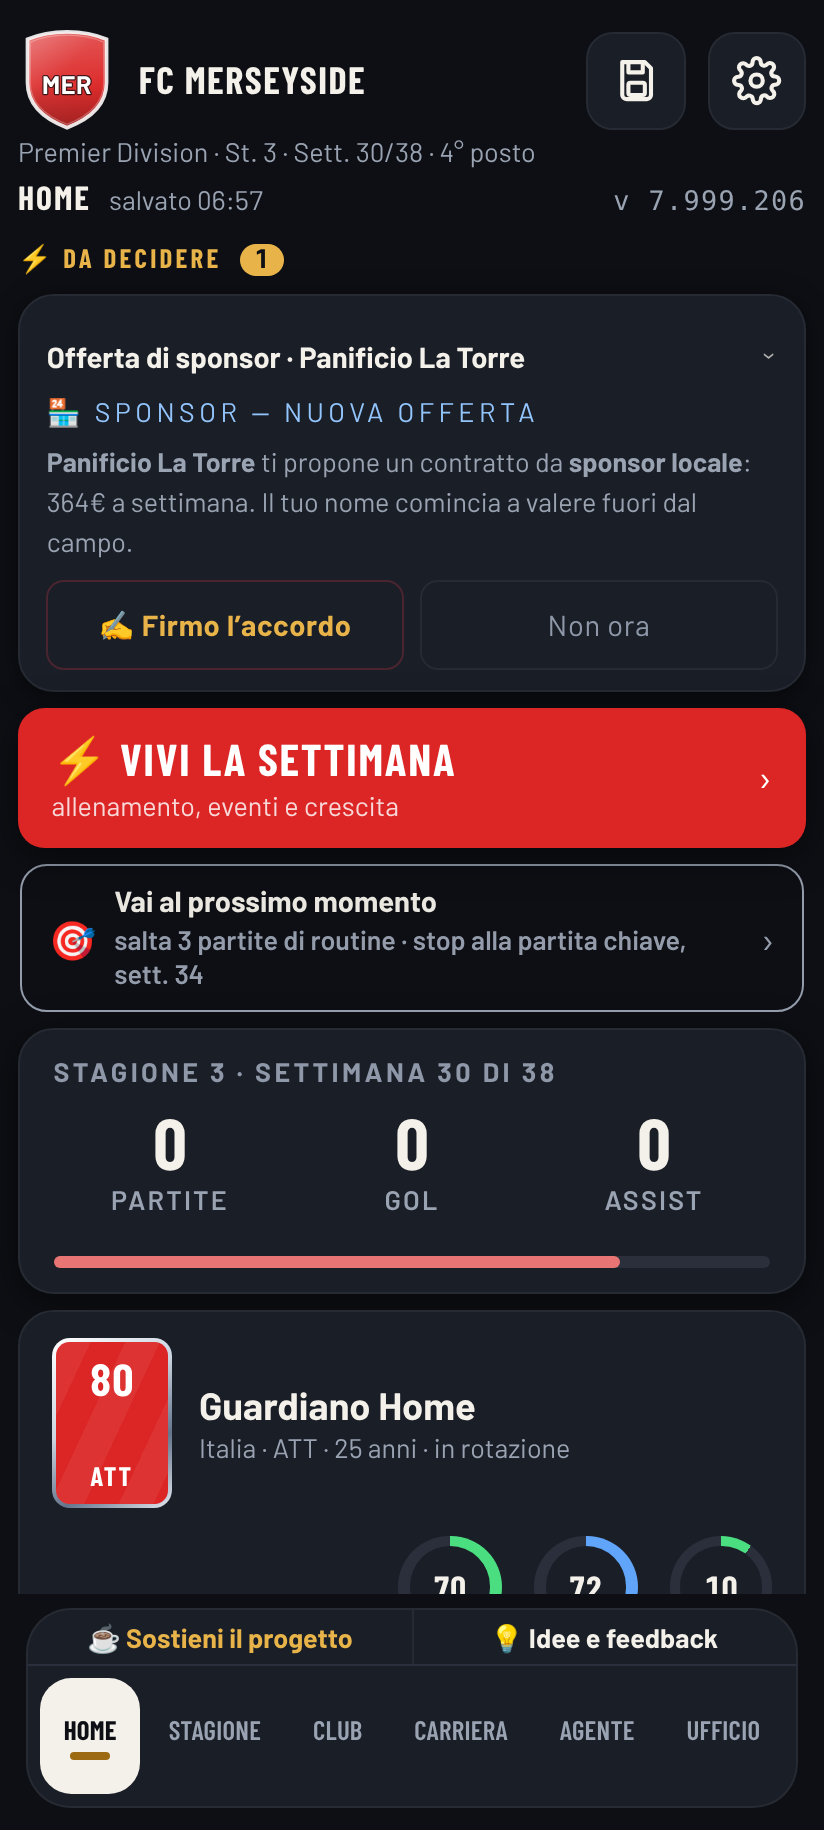 MER
FC MERSEYSIDE
Premier Division · St. 3 · Sett. 30/38 · 4° posto
HOME salvato 06:57 v 7.999.206
⚡ DA DECIDERE 1
Offerta di sponsor · Panificio La Torre
🏪 SPONSOR — NUOVA OFFERTA
Panificio La Torre ti propone un contratto da sponsor locale:
364€ a settimana. Il tuo nome comincia a valere fuori dal
campo.
✍️ Firmo l’accordo Non ora
⚡ VIVI LA SETTIMANA
allenamento, eventi e crescita
Vai al prossimo momento
salta 3 partite di routine · stop alla partita chiave,
sett. 34
STAGIONE 3 · SETTIMANA 30 DI 38
0 0 0
PARTITE GOL ASSIST
80
ATT
Guardiano Home
Italia · ATT · 25 anni · in rotazione
70 72 10
☕ Sostieni il progetto 💡 Idee e feedback
HOME STAGIONE CLUB CARRIERA AGENTE UFFICIO